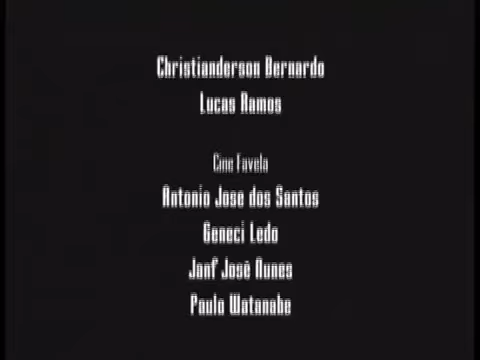 Christianderson Bernardo
Lucas Ramos
Cine Favela
Antonio Jose dos Santos
Geneci Ledo
Janf José Nunes
Paulo Watanabe